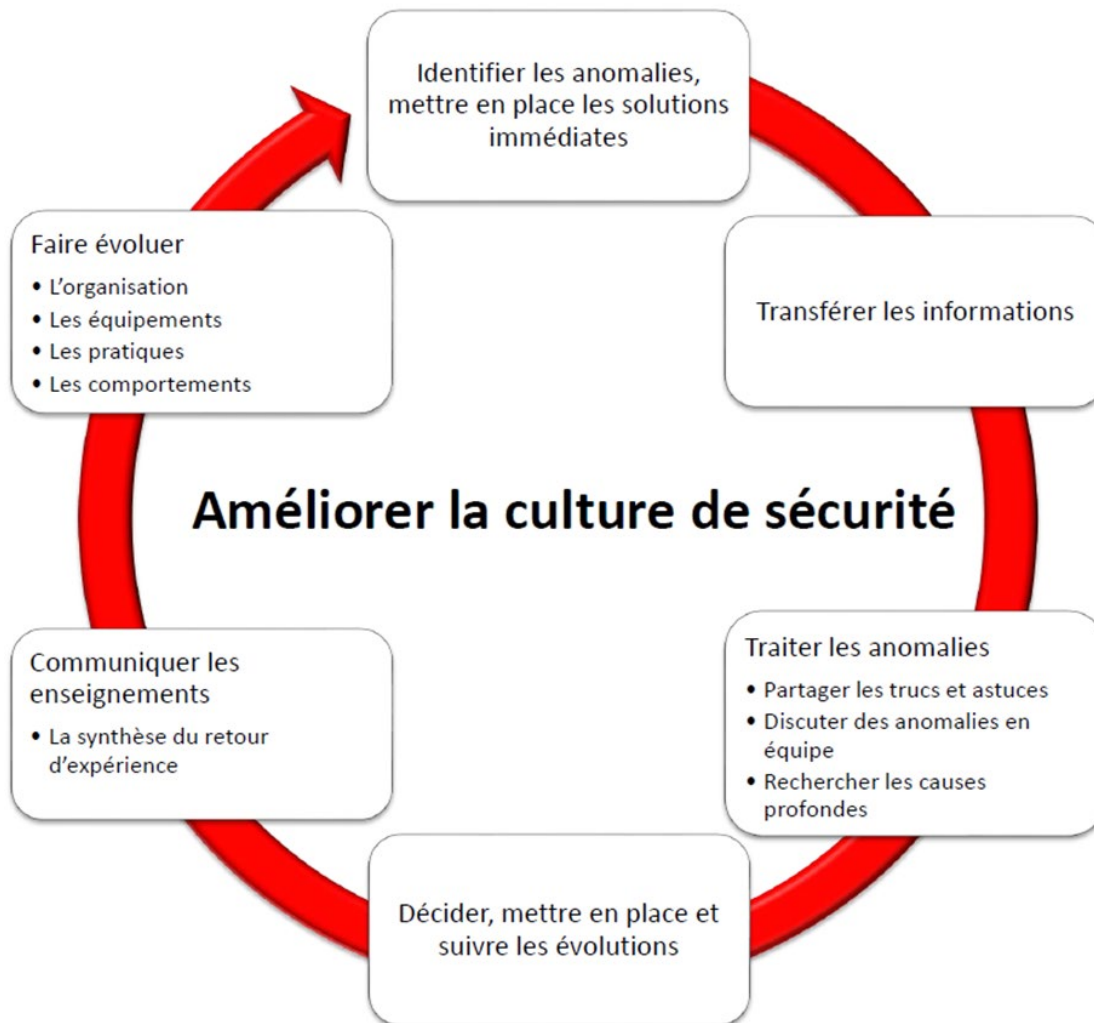 Identifier les anomalies,
mettre en place les solutions
immédiates
Transférer les informations
Traiter les anomalies
• Partager les trucs et astuces
• Discuter des anomalies en
équipe
• Rechercher les causes
profondes
Décider, mettre en place et
suivre les évolutions
Communiquer les
enseignements
• La synthèse du retour
d’expérience
Faire évoluer
• L’organisation
• Les équipements
• Les pratiques
• Les comportements
Améliorer la culture de sécurité